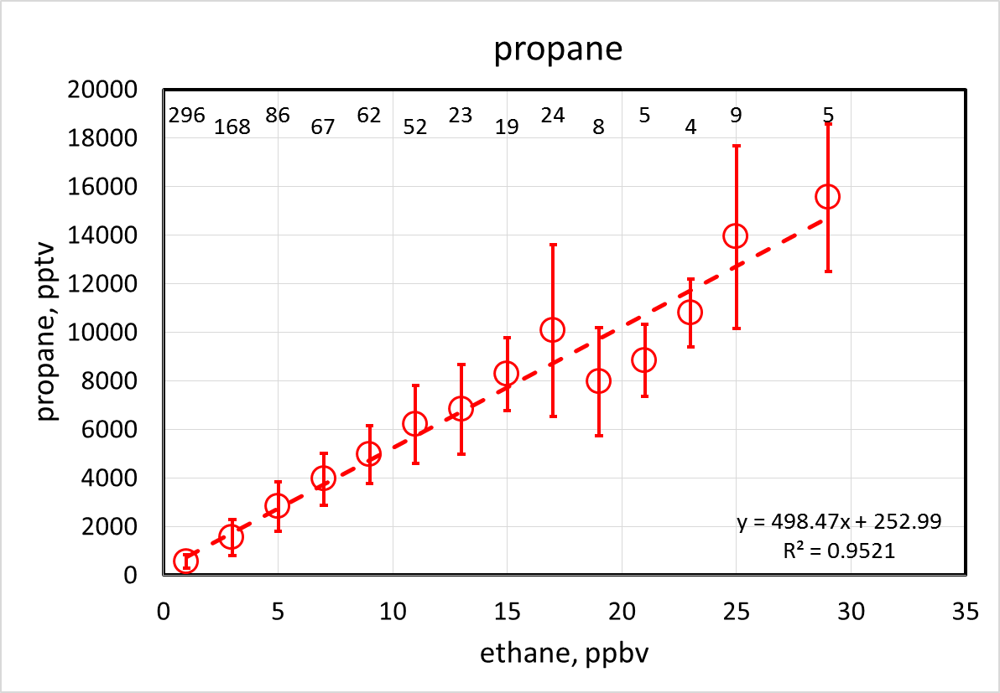 propane
20000
18000
16000
14000
12000
10000
8000
6000
4000
2000
0
propane, pptv
296 168 86 67 62 52 23 19 24 8 5 4 9 5
y = 498.47x + 252.99
R² = 0.9521
0 5 10 15 20 25 30 35
ethane, ppbv